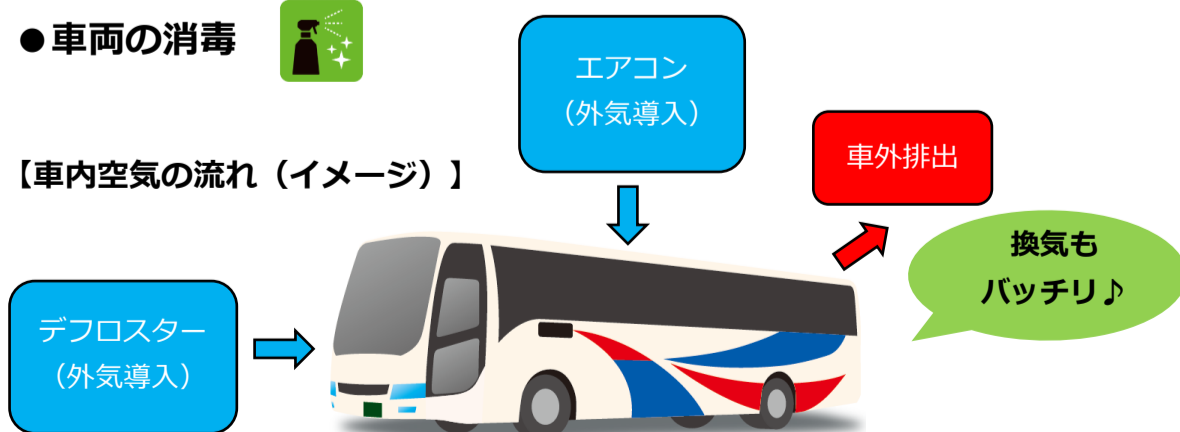 ●車両の消毒
エアコン
（外気導入）
車外排出
【車内空気の流れ（イメージ）】
換気も
バッチリ♪
デフロスター
（外気導入）